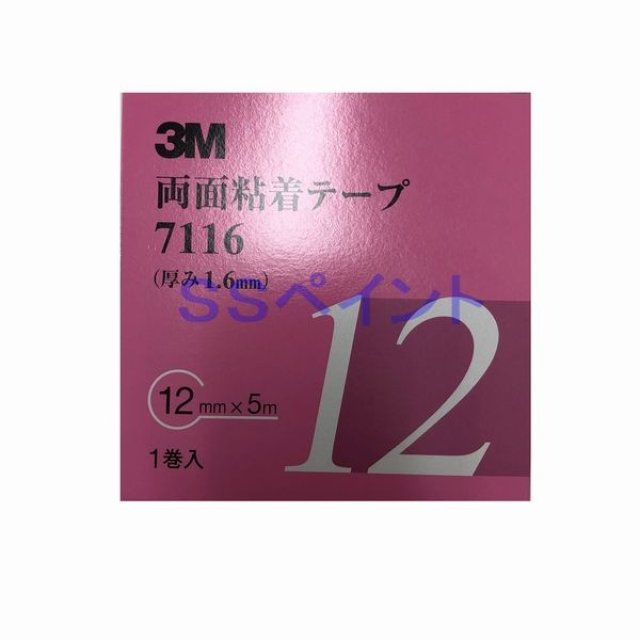 3M
両面粘着テープ
7116
(厚み1.6mm)
SSペイント
12
12mm×5m
1巻入